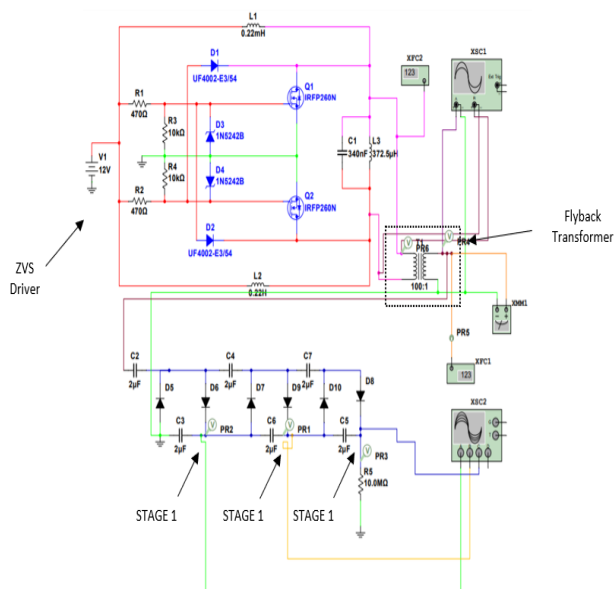 L1
0.22mH
D1
UF4002-E3/54
XFC2
123
XSC1
Ext Trig
Q1
IRFP260N
R1
470Ω
R3
10kΩ
D3
1N5242B
V1
12V
R4
10kΩ
D4
1N5242B
C1
340nF
L3
372.5µH
R2
470Ω
Q2
IRFP260N
D2
UF4002-E3/54
Flyback
Transformer
ZVS
Driver
L2
0.22H
T1
PR6
PR4
100:1
XMM1
PR5
XFC1
123
C2
2µF
C4
2µF
C7
2µF
D8
D5
D6
D7
D9
D10
XSC2
C3
2µF
PR2
C6
2µF
PR1
C5
2µF
PR3
R5
10.0MΩ
STAGE 1
STAGE 1
STAGE 1